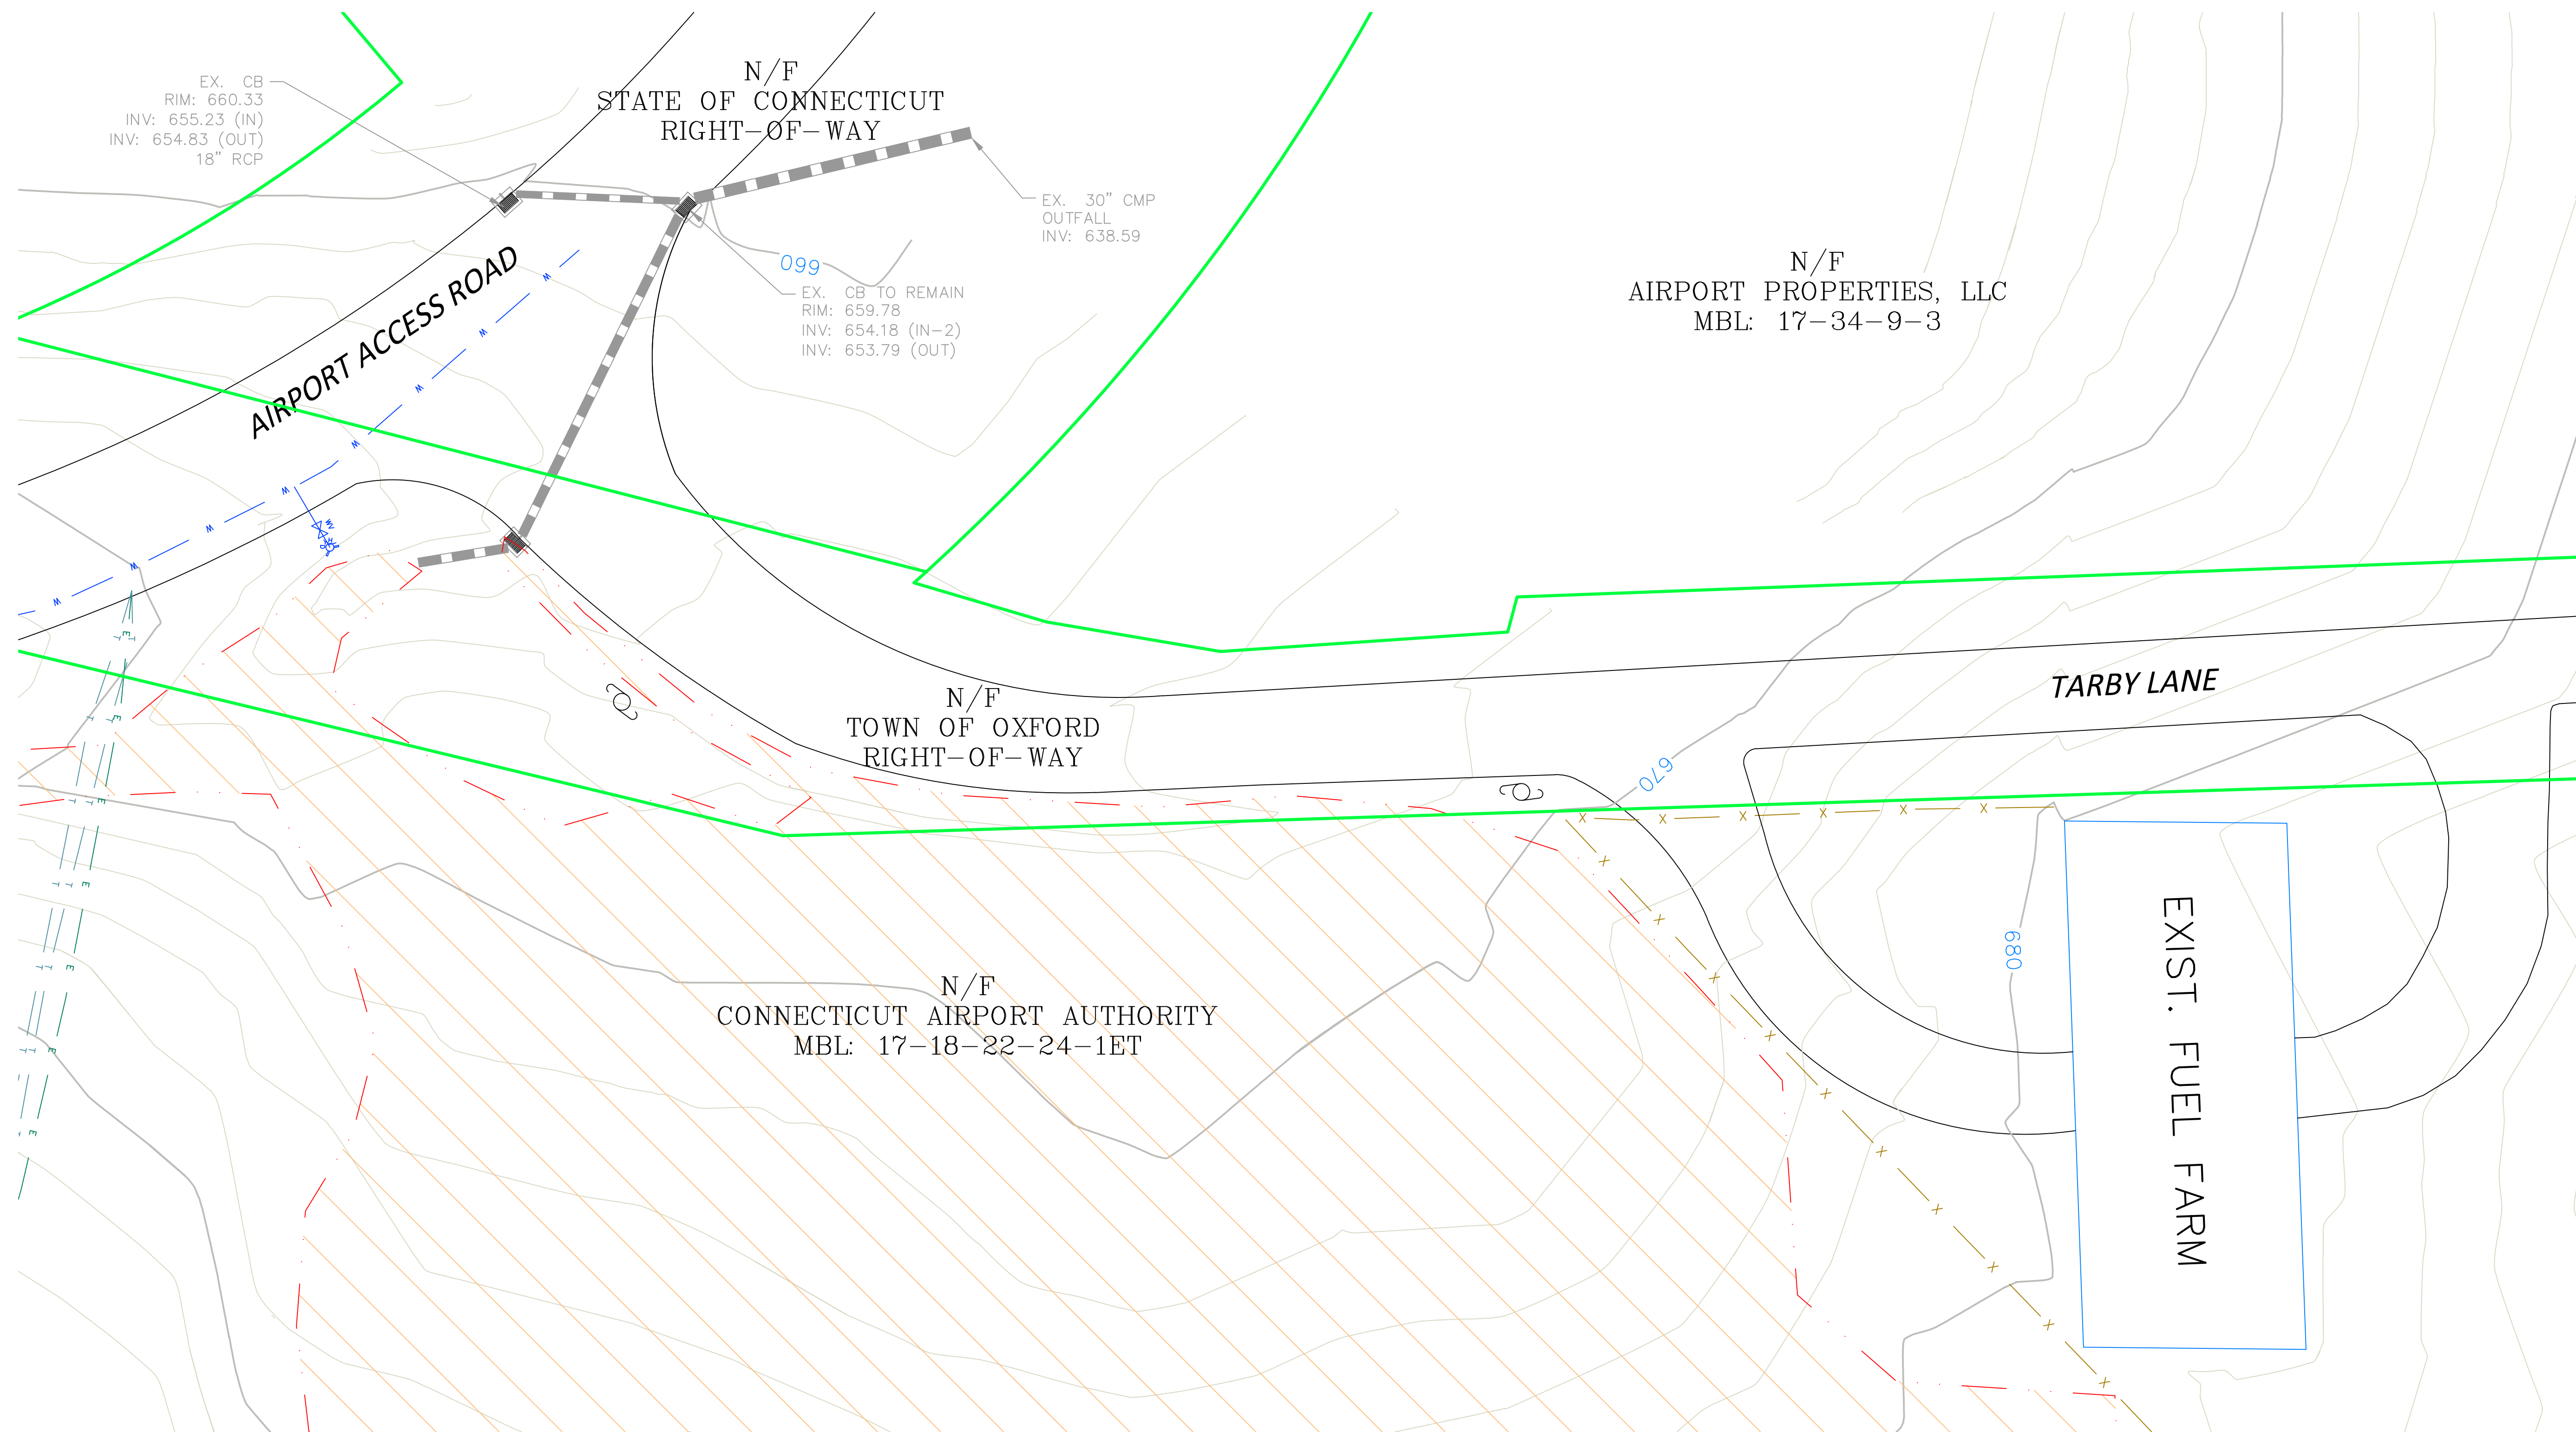 EX. CB
RIM: 660.33
INV: 655.23 (IN)
INV: 654.83 (OUT)
18" RCP
N/F
STATE OF CONNECTICUT
RIGHT-OF-WAY
EX. 30" CMP
OUTFALL
INV: 638.59
660
EX. CB TO REMAIN
RIM: 659.78
INV: 654.18 (IN-2)
INV: 653.79 (OUT)
AIRPORT ACCESS ROAD
N/F
AIRPORT PROPERTIES, LLC
MBL: 17-34-9-3
N/F
TOWN OF OXFORD
RIGHT-OF-WAY
TARBY LANE
670
680
EXIST. FUEL FARM
N/F
CONNECTICUT AIRPORT AUTHORITY
MBL: 17-18-22-24-1ET